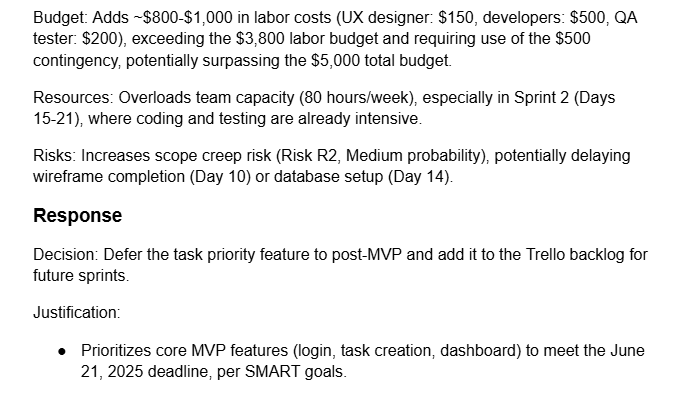 Budget: Adds ~$800-$1,000 in labor costs (UX designer: $150, developers: $500, QA
tester: $200), exceeding the $3,800 labor budget and requiring use of the $500
contingency, potentially surpassing the $5,000 total budget.
Resources: Overloads team capacity (80 hours/week), especially in Sprint 2 (Days
15-21), where coding and testing are already intensive.
Risks: Increases scope creep risk (Risk R2, Medium probability), potentially delaying
wireframe completion (Day 10) or database setup (Day 14).
Response
Decision: Defer the task priority feature to post-MVP and add it to the Trello backlog for
future sprints.
Justification:
● Prioritizes core MVP features (login, task creation, dashboard) to meet the June
21, 2025 deadline, per SMART goals.